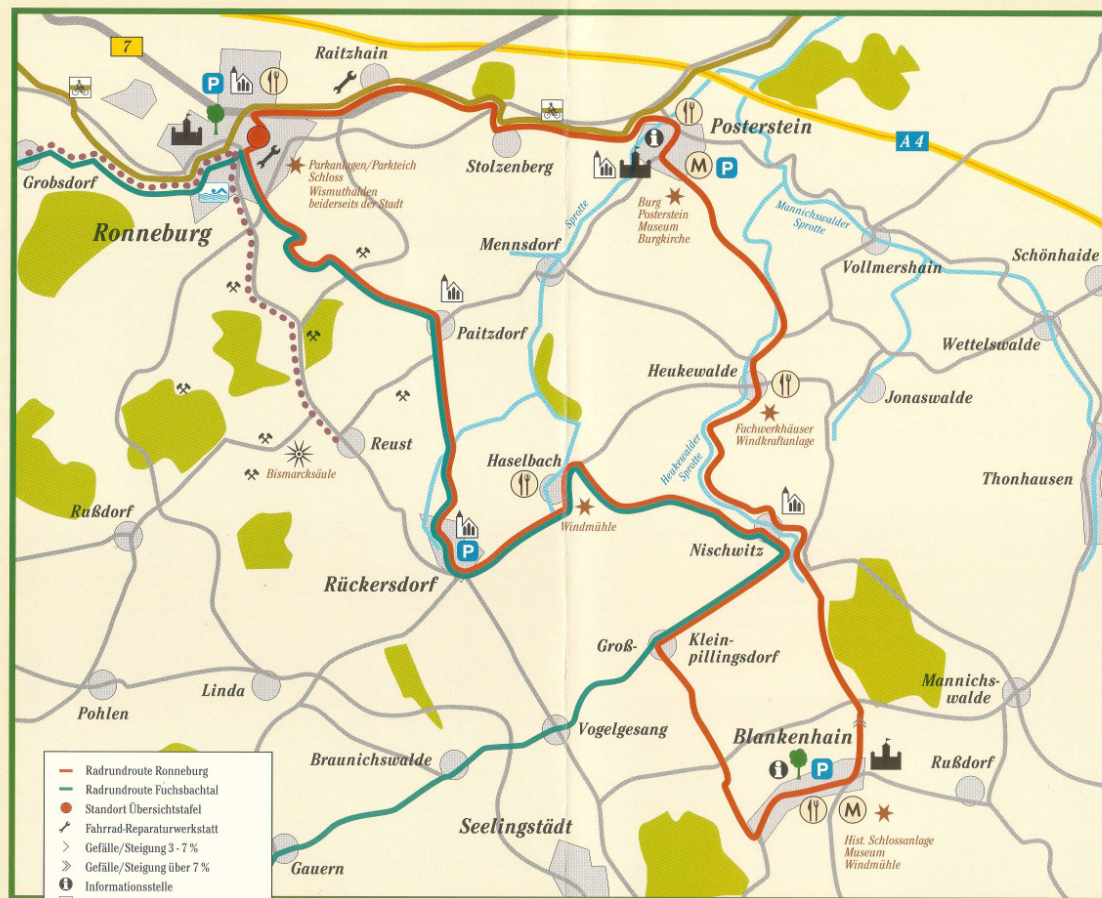 7
Raitzhain
P
A 4
Posterstein
i
M
P
Stolzenberg
Grobsdorf
Parkanlagen/Parkteich
Schloss
Wismuthalden
beiderseits der Stadt
Ronneburg
Sprotte
Burg
Posterstein
Museum
Burgkirche
Mannichswalder
Sprotte
Mennsdorf
Vollmershain
Schönhaide
Paitzdorf
Wettelswalde
Heukewalde
Jonaswalde
Fachwerkhäuser
Windkraftanlage
Reust
Bismarcksäule
Haselbach
Heukewalder
Sprotte
Thonhausen
Rußdorf
Windmühle
P
Nischwitz
Rückersdorf
Groß-
Klein-
pillingsdorf
Linda
Pohlen
Mannichs-
walde
Vogelgesang
Blankenhain
Braunichswalde
i
P
Rußdorf
M
Seelingstädt
Hist. Schlossanlage
Museum
Windmühle
Gauern
Radrundroute Ronneburg
Radrundroute Fuchsbachtal
Standort Übersichtstafel
Fahrrad-Reparaturwerkstatt
Gefälle/Steigung 3 - 7 %
Gefälle/Steigung über 7 %
i
Informationsstelle